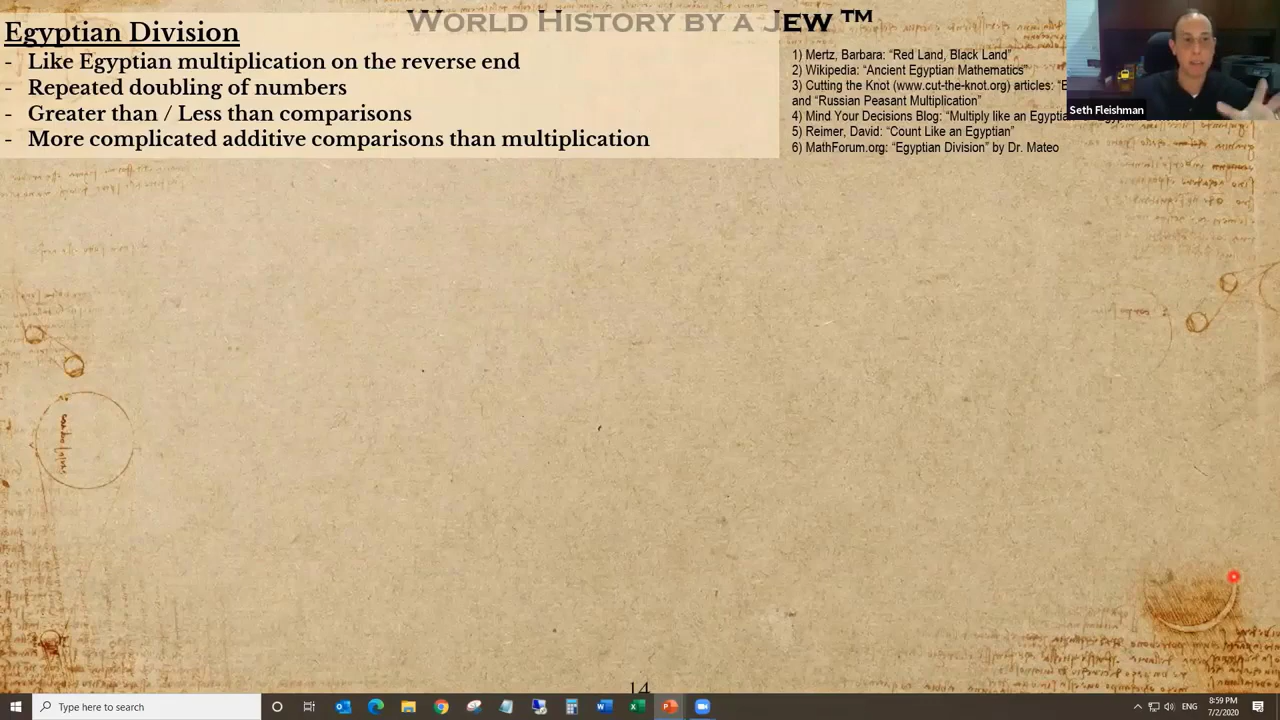 World History by a Jew ™
Egyptian Division
- Like Egyptian multiplication on the reverse end
- Repeated doubling of numbers
- Greater than / Less than comparisons
- More complicated additive comparisons than multiplication
1) Mertz, Barbara: “Red Land, Black Land”
2) Wikipedia: “Ancient Egyptian Mathematics”
3) Cutting the Knot (www.cut-the-knot.org) articles:
and “Russian Peasant Multiplication”
4) Mind Your Decisions Blog: “Multiply like an
5) Reimer, David: “Count Like an Egyptian”
6) MathForum.org: “Egyptian Division” by Dr. Mateo
Seth Fleishman
14
Type here to search
ENG
8:59 PM
7/2/2020